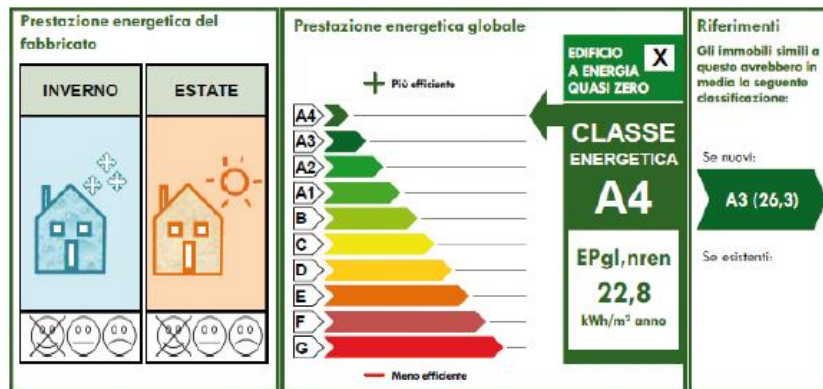 Prestazione energetica del
fabbricato
INVERNO
ESTATE
Prestazione energetica globale
Più efficiente
A4
A3
A2
A1
B
C
D
E
F
G
Meno efficiente
EDIFICIO
A ENERGIA
QUASI ZERO
X
CLASSE
ENERGETICA
A4
EPgl,nren
22,8
kWh/m² anno
Riferimenti
Gli immobili simili a
questo avrebbero in
media la seguente
classificazione:
Se nuovi:
A3 (26,3)
Se esistenti: